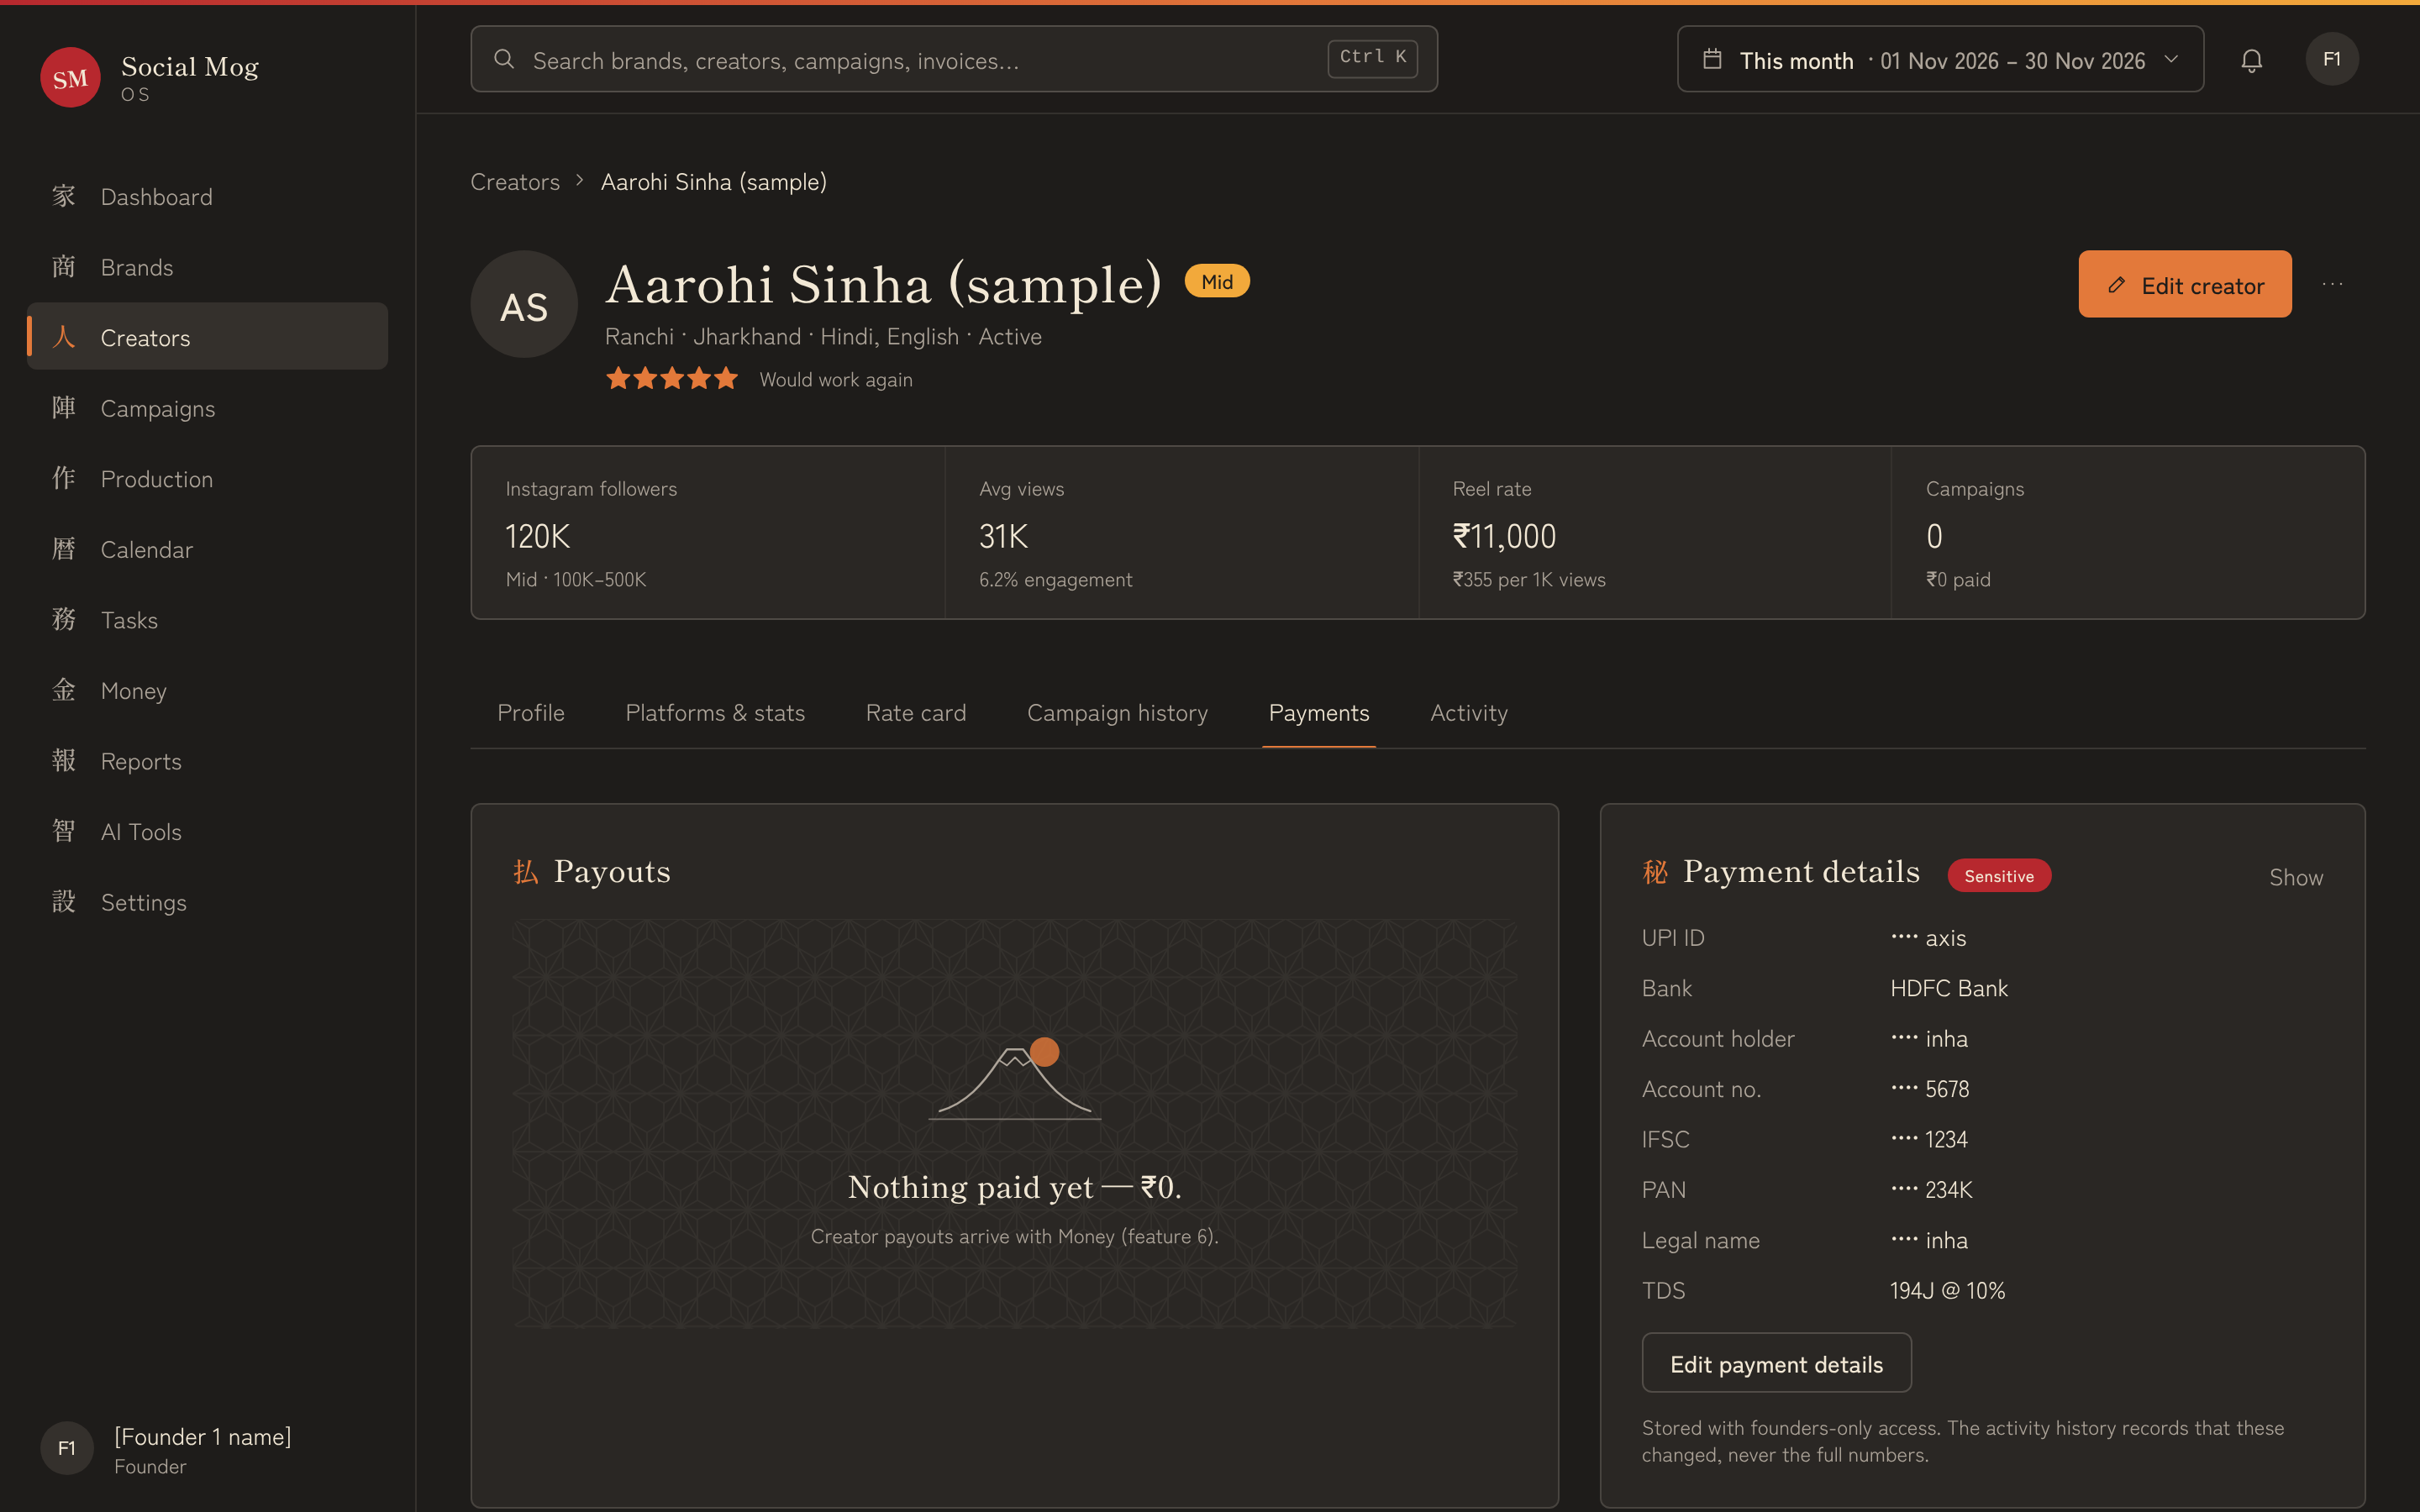 SM
Social Mog
OS
家 Dashboard
商 Brands
人 Creators
陣 Campaigns
作 Production
暦 Calendar
務 Tasks
金 Money
報 Reports
智 AI Tools
設 Settings
F1
[Founder 1 name]
Founder
Search brands, creators, campaigns, invoices... Ctrl K
This month · 01 Nov 2026 – 30 Nov 2026
F1
Creators > Aarohi Sinha (sample)
AS
Aarohi Sinha (sample) Mid
Ranchi · Jharkhand · Hindi, English · Active
Would work again
Edit creator ...
Instagram followers
120K
Mid · 100K–500K
Avg views
31K
6.2% engagement
Reel rate
₹11,000
₹355 per 1K views
Campaigns
0
₹0 paid
Profile Platforms & stats Rate card Campaign history Payments Activity
払 Payouts
Nothing paid yet — ₹0.
Creator payouts arrive with Money (feature 6).
秘 Payment details Sensitive Show
UPI ID •••• axis
Bank HDFC Bank
Account holder •••• inha
Account no. •••• 5678
IFSC •••• 1234
PAN •••• 234K
Legal name •••• inha
TDS 194J @ 10%
Edit payment details
Stored with founders-only access. The activity history records that these
changed, never the full numbers.